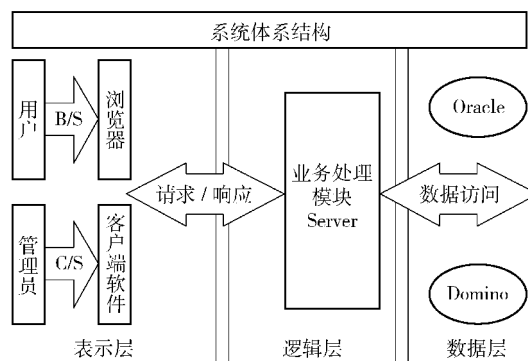 系统体系结构
用户
B/S
浏览器
Oracle
请求/响应
业务处理
模块
Server
数据访问
管理员
C/S
客户端软件
Domino
表示层
逻辑层
数据层